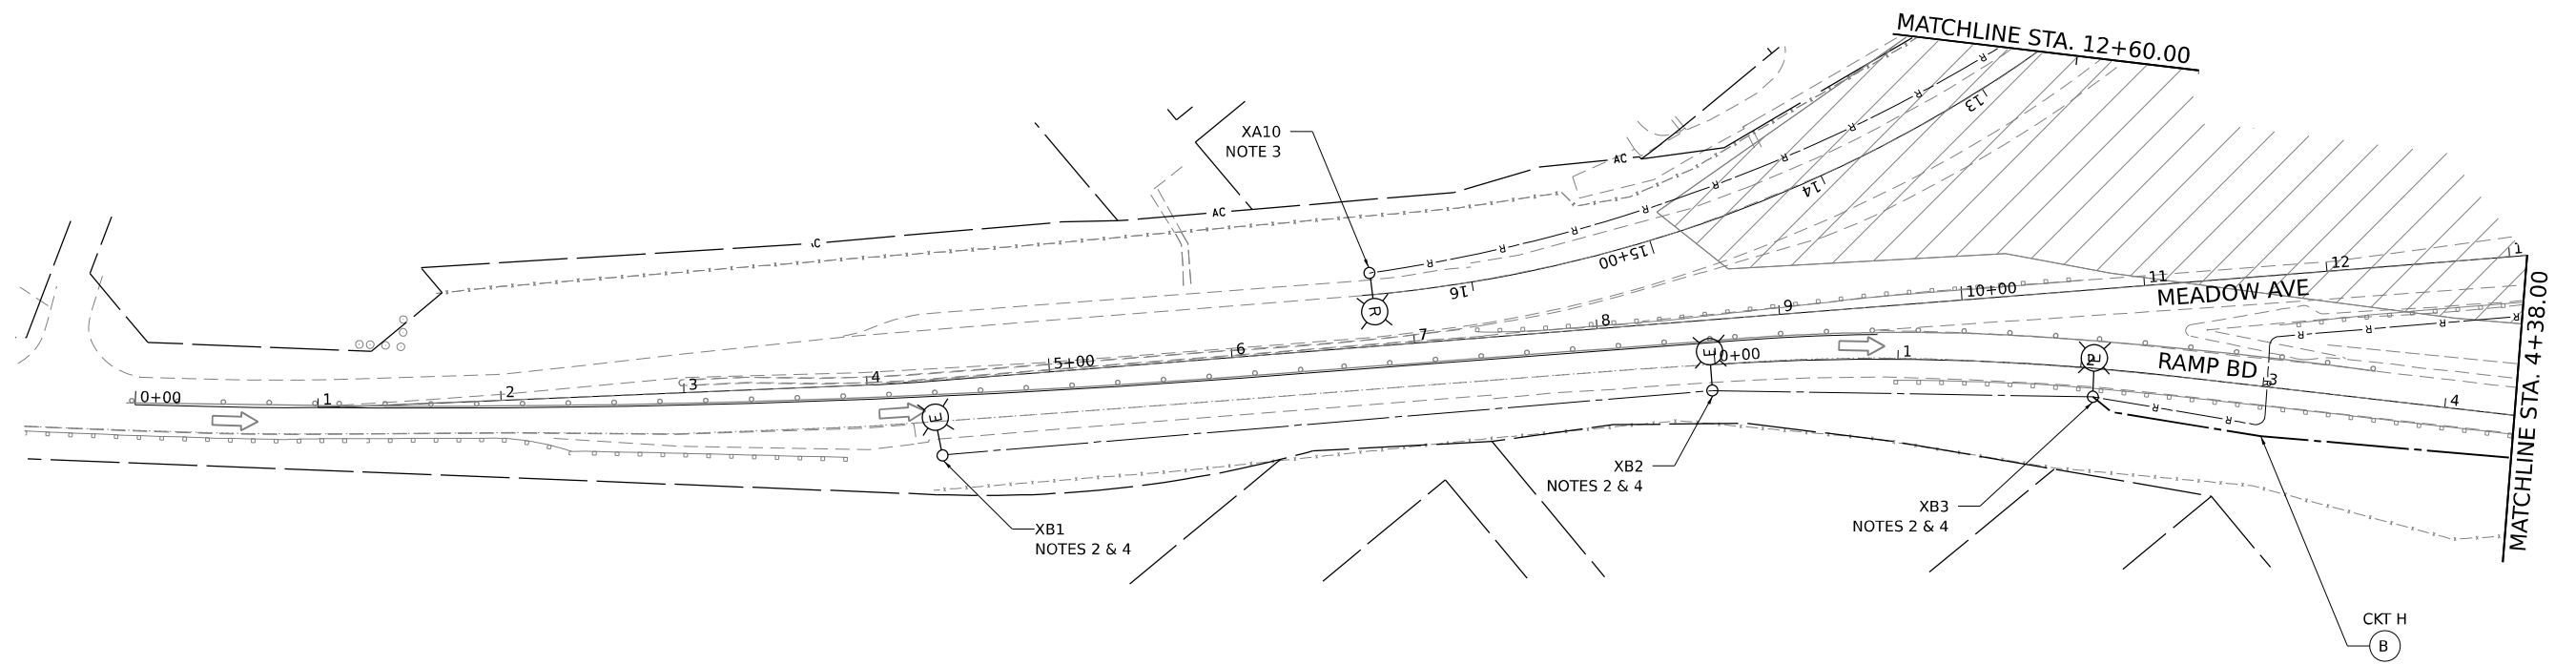 MATCHLINE STA. 12+60.00
XA10
NOTE 3
AC
AC
R
R
R
R
R
R
R
R
R
R
13
14
15+00
16
11
12
10+00
9
8
7
6
5+00
4
3
2
1
0+00
MEADOW AVE
RAMP BD
0+00
1
3
4
E
E
R
R
R
R
R
R
R
R
MATCHLINE STA. 4+38.00
XB1
NOTES 2 & 4
XB2
NOTES 2 & 4
XB3
NOTES 2 & 4
CKT H
B